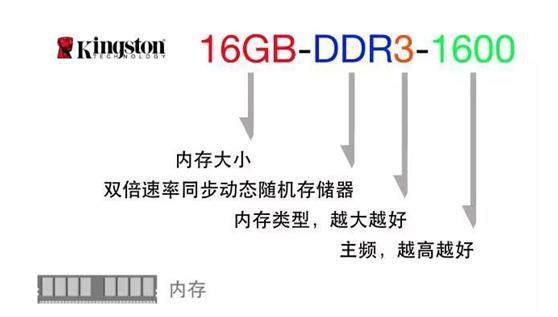 Kingston
TECHNOLOGY
16GB-DDR3-1600
内存大小
双倍速率同步动态随机存储器
内存类型，越大越好
主频，越高越好
内存